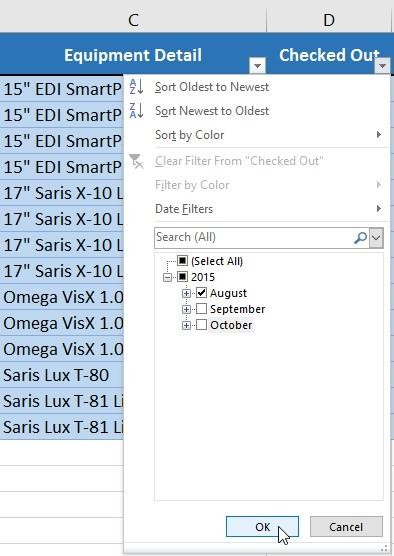 C D
Equipment Detail Checked Out
15" EDI SmartP
15" EDI SmartP
15" EDI SmartP
15" EDI SmartP
17" Saris X-10 L
17" Saris X-10 L
17" Saris X-10 L
17" Saris X-10 L
Omega VisX 1.0
Omega VisX 1.0
Omega VisX 1.0
Saris Lux T-80
Saris Lux T-81 Li
Saris Lux T-81 Li
Sort Oldest to Newest
Sort Newest to Oldest
Sort by Color
Clear Filter From "Checked Out"
Filter by Color
Date Filters
Search (All)
(Select All)
2015
August
September
October
OK Cancel